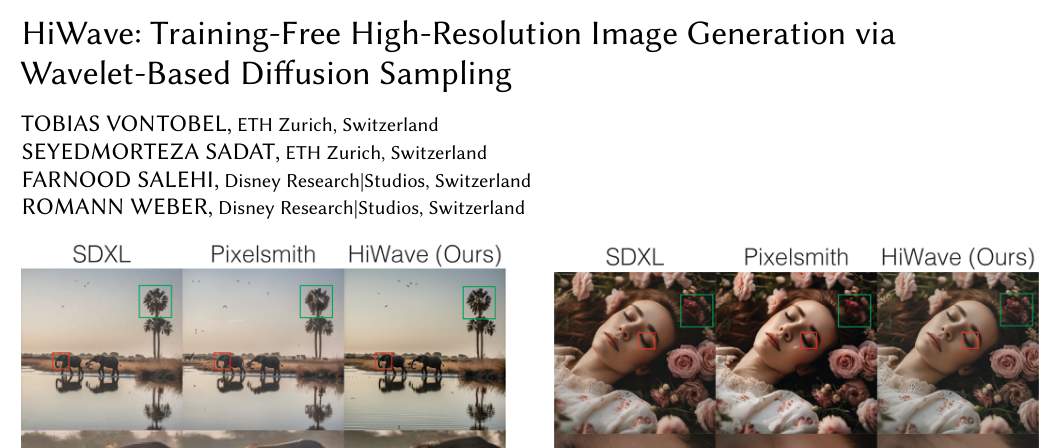 HiWave: Training-Free High-Resolution Image Generation via
Wavelet-Based Diffusion Sampling
TOBIAS VONTOBEL, ETH Zurich, Switzerland
SEYEDMORTEZA SADAT, ETH Zurich, Switzerland
FARNOOD SALEHI, Disney Research|Studios, Switzerland
ROMANN WEBER, Disney Research|Studios, Switzerland
SDXL Pixelsmith HiWave (Ours)
SDXL Pixelsmith HiWave (Ours)